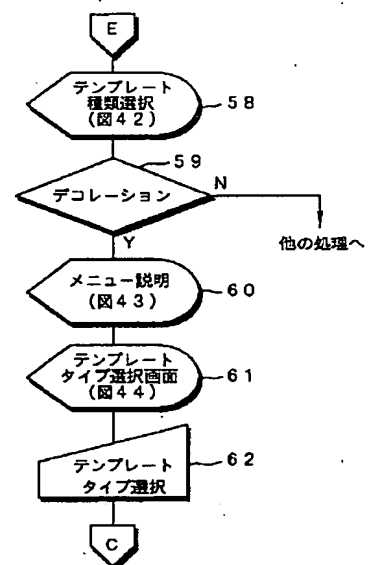 E
テンプレート
種類選択
(図42)
58
59
デコレーション
N
他の処理へ
Y
メニュー説明
(図43)
60
テンプレート
タイプ選択画面
(図44)
61
テンプレート
タイプ選択
62
C